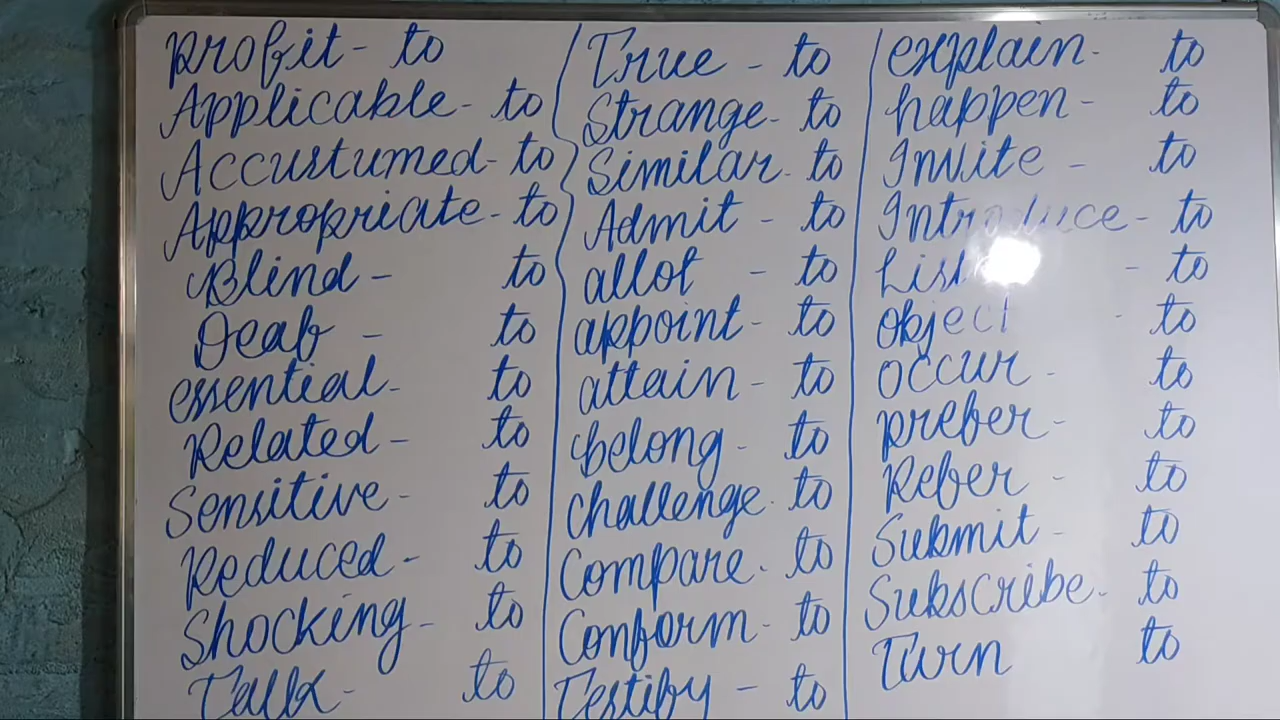 Profit - to
Applicable - to
Accustumed - to
Appropriate - to
Blind - to
Deaf - to
essential - to
Related - to
Sensitive - to
Reduced - to
Shocking - to
Talk - to
True - to
Strange - to
Similar - to
Admit - to
allot - to
appoint - to
attain - to
belong - to
challenge - to
Compare - to
Conform - to
Testify - to
explain - to
happen - to
Invite - to
Introduce - to
List - to
object - to
occur - to
prefer - to
Refer - to
Submit - to
Subscribe - to
Turn to